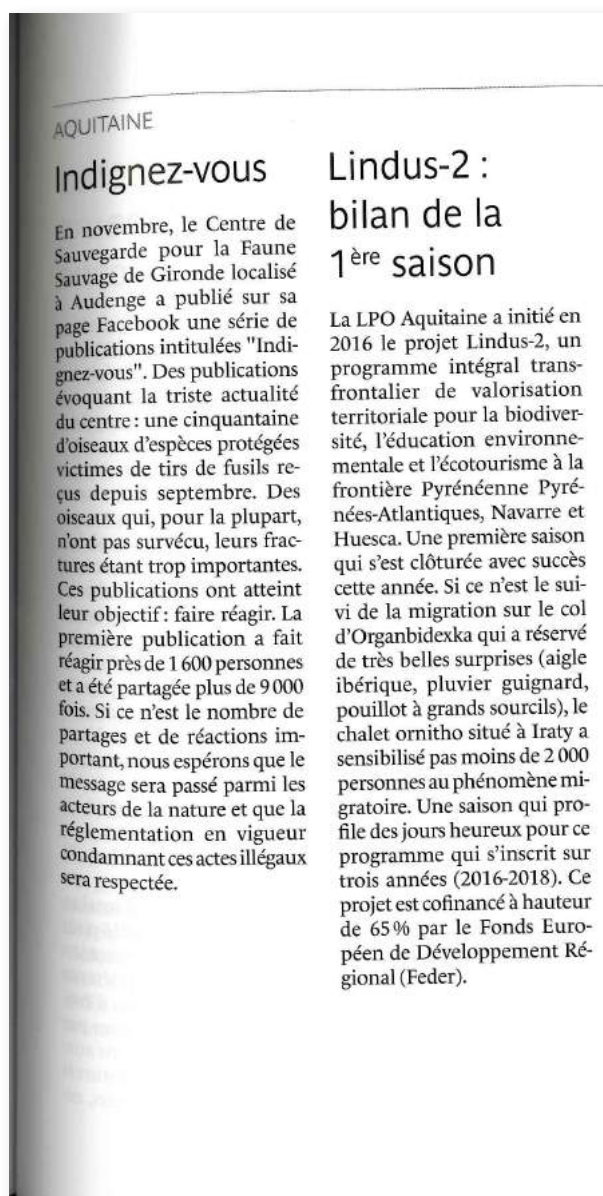 AQUITAINE
Indignez-vous
En novembre, le Centre de
Sauvegarde pour la Faune
Sauvage de Gironde localisé
à Audenge a publié sur sa
page Facebook une série de
publications intitulées "Indi-
gnez-vous". Des publications
évoquant la triste actualité
du centre : une cinquantaine
d'oiseaux d'espèces protégées
victimes de tirs de fusils re-
çus depuis septembre. Des
oiseaux qui, pour la plupart,
n'ont pas survécu, leurs frac-
tures étant trop importantes.
Ces publications ont atteint
leur objectif : faire réagir. La
première publication a fait
réagir près de 1 600 personnes
et a été partagée plus de 9 000
fois. Si ce n'est le nombre de
partages et de réactions im-
portant, nous espérons que le
message sera passé parmi les
acteurs de la nature et que la
réglementation en vigueur
condamnant ces actes illégaux
sera respectée.
Lindus-2 :
bilan de la
1ère saison
La LPO Aquitaine a initié en
2016 le projet Lindus-2, un
programme intégral trans-
frontalier de valorisation
territoriale pour la biodiver-
sité, l'éducation environne-
mentale et l'écotourisme à la
frontière Pyrénéenne Pyré-
nées-Atlantiques, Navarre et
Huesca. Une première saison
qui s'est clôturée avec succès
cette année. Si ce n'est le sui-
vi de la migration sur le col
d'Organbidexka qui a réservé
de très belles surprises (aigle
ibérique, pluvier guignard,
pouillot à grands sourcils), le
chalet ornitho situé à Iraty a
sensibilisé pas moins de 2 000
personnes au phénomène mi-
gratoire. Une saison qui pro-
file des jours heureux pour ce
programme qui s'inscrit sur
trois années (2016-2018). Ce
projet est cofinancé à hauteur
de 65 % par le Fonds Euro-
péen de Développement Ré-
gional (Feder).